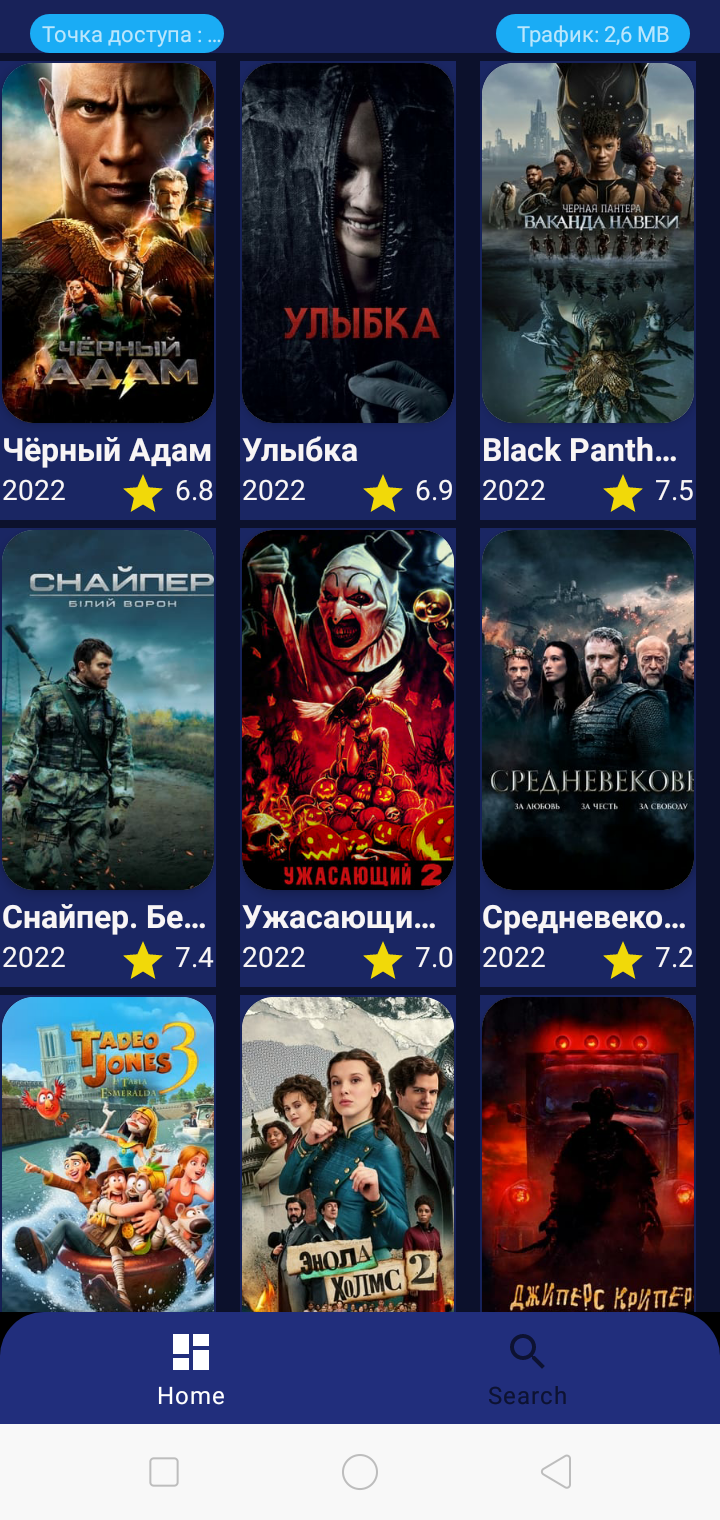 Точка доступа : ...
Трафик: 2,6 MB
ЧЁРНЫЙ
АДАМ
УЛЫБКА
ЧЕРНАЯ ПАНТЕРА
ВАКАНДА НАВЕКИ
Чёрный Адам
2022 6.8
Улыбка
2022 6.9
Black Panth...
2022 7.5
СНАЙПЕР
БІЛИЙ ВОРОН
УЖАСАЮЩИЙ 2
СРЕДНЕВЕКОВЬ
ЗА ЛЮБОВЬ ЗА ЧЕСТЬ ЗА СВОБОДУ
Снайпер. Бе...
2022 7.4
Ужасающи...
2022 7.0
Средневеко...
2022 7.2
TADEO
JONES 3
LA TABLA
ESMERALDA
ЭНОЛА
ХОЛМС 2
ДЖИПЕРС КРИПЕР
Home
Search